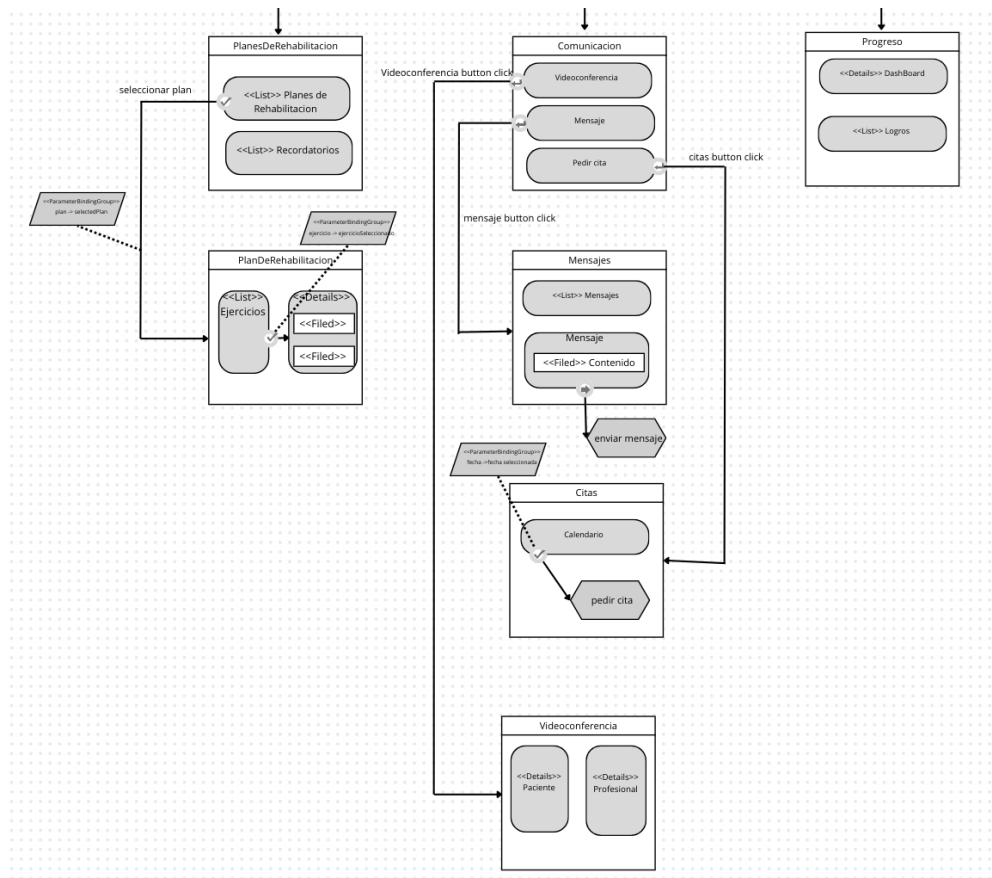 PlanesDeRehabilitacion
Comunicacion
Progreso
seleccionar plan
<<List>> Planes de
Rehabilitacion
<<List>> Recordatorios
Videoconferencia button click
Videoconferencia
Mensaje
Pedir cita
citas button click
<<Details>> DashBoard
<<List>> Logros
mensaje button click
<<ParameterBindingGroup>>
plan -> selectedPlan
<<ParameterBindingGroup>>
ejercicio -> ejercicioSeleccionado
PlanDeRehabilitacion
<<List>>
Ejercicios
<<Details>>
<<Filed>>
<<Filed>>
Mensajes
<<List>> Mensajes
Mensaje
<<Filed>> Contenido
enviar mensaje
<<ParameterBindingGroup>>
fecha ->fecha seleccionada
Citas
Calendario
pedir cita
Videoconferencia
<<Details>>
Paciente
<<Details>>
Profesional